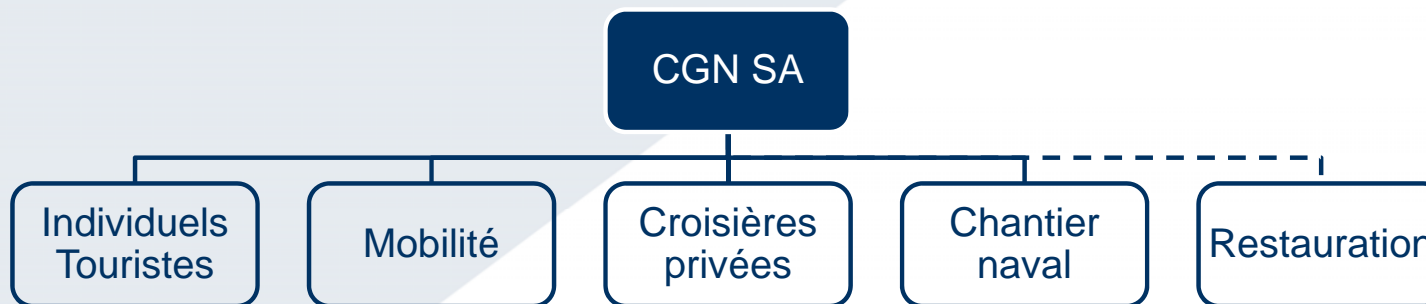 CGN SA
Individuels
Touristes
Mobilité
Croisières
privées
Chantier
naval
Restauration